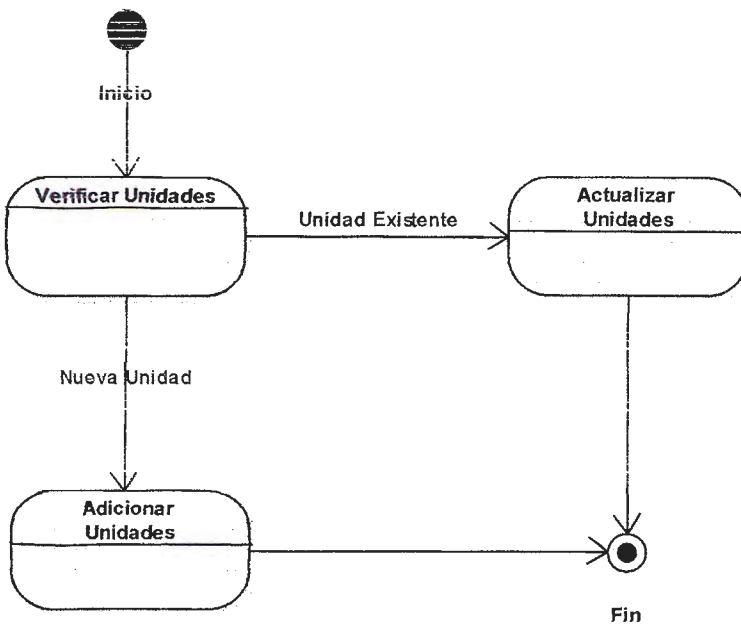 Inicio
Verificar Unidades
Unidad Existente
Actualizar
Unidades
Nueva Unidad
Adicionar
Unidades
Fin